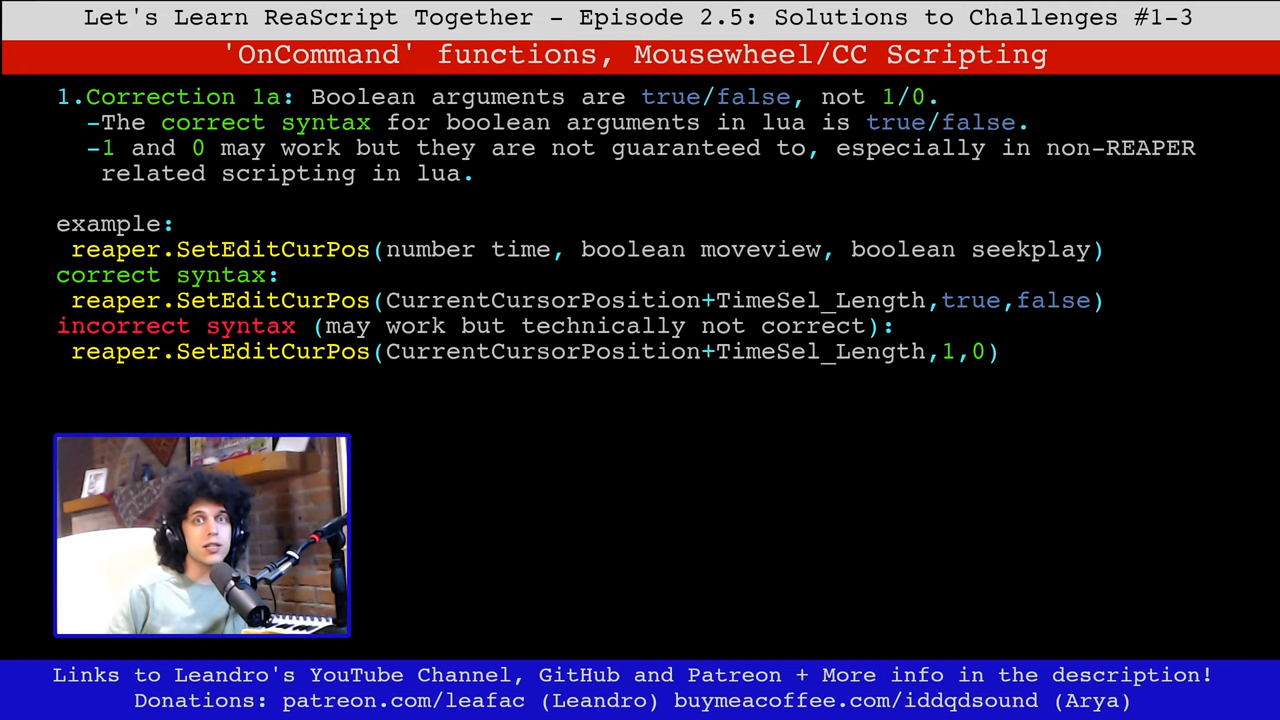 Let's Learn ReaScript Together - Episode 2.5: Solutions to Challenges #1-3
'OnCommand' functions, Mousewheel/CC Scripting
1.Correction 1a: Boolean arguments are true/false, not 1/0.
-The correct syntax for boolean arguments in lua is true/false.
-1 and 0 may work but they are not guaranteed to, especially in non-REAPER
related scripting in lua.
example:
reaper.SetEditCurPos(number time, boolean moveview, boolean seekplay)
correct syntax:
reaper.SetEditCurPos(CurrentCursorPosition+TimeSel_Length,true,false)
incorrect syntax (may work but technically not correct):
reaper.SetEditCurPos(CurrentCursorPosition+TimeSel_Length,1,0)
Links to Leandro's YouTube Channel, GitHub and Patreon + More info in the description!
Donations: patreon.com/leafac (Leandro) buymeacoffee.com/iddqdsound (Arya)